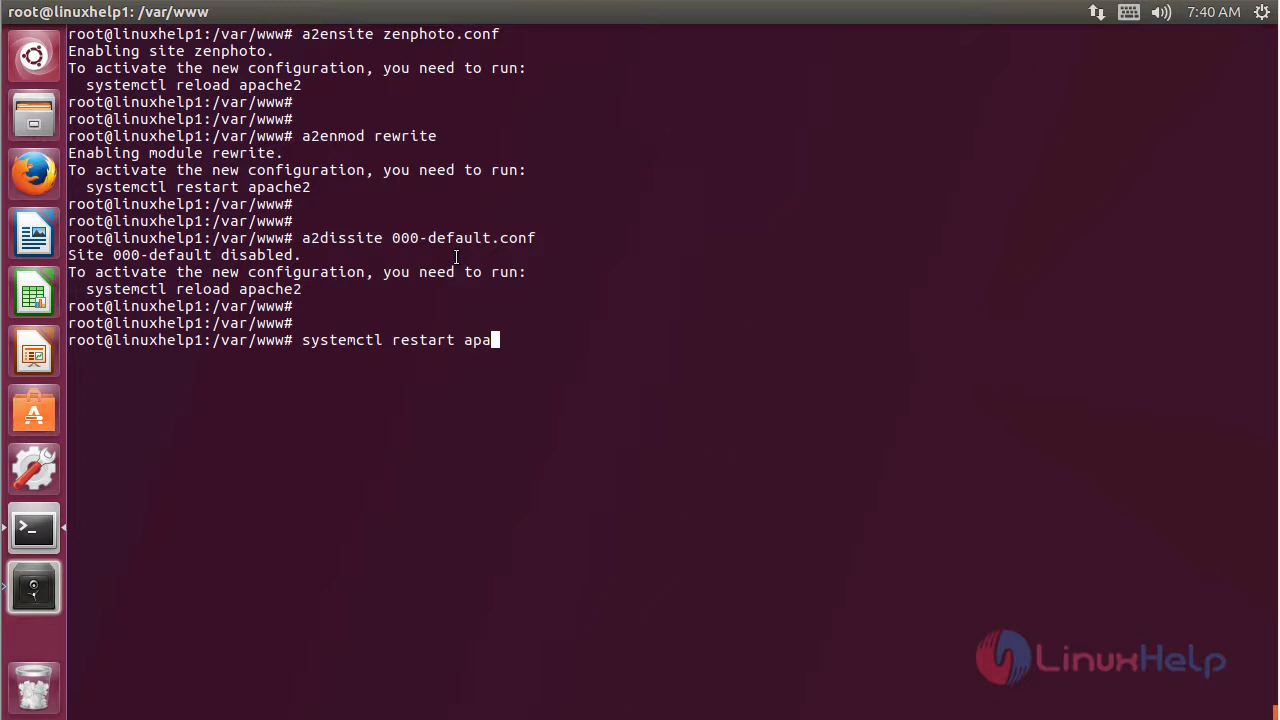 root@linuxhelp1: /var/www
7:40 AM
root@linuxhelp1:/var/www# a2ensite zenphoto.conf
Enabling site zenphoto.
To activate the new configuration, you need to run:
  systemctl reload apache2
root@linuxhelp1:/var/www#
root@linuxhelp1:/var/www#
root@linuxhelp1:/var/www# a2enmod rewrite
Enabling module rewrite.
To activate the new configuration, you need to run:
  systemctl restart apache2
root@linuxhelp1:/var/www#
root@linuxhelp1:/var/www#
root@linuxhelp1:/var/www# a2dissite 000-default.conf
Site 000-default disabled.
To activate the new configuration, you need to run:
  systemctl reload apache2
root@linuxhelp1:/var/www#
root@linuxhelp1:/var/www#
root@linuxhelp1:/var/www# systemctl restart apa
LinuxHelp